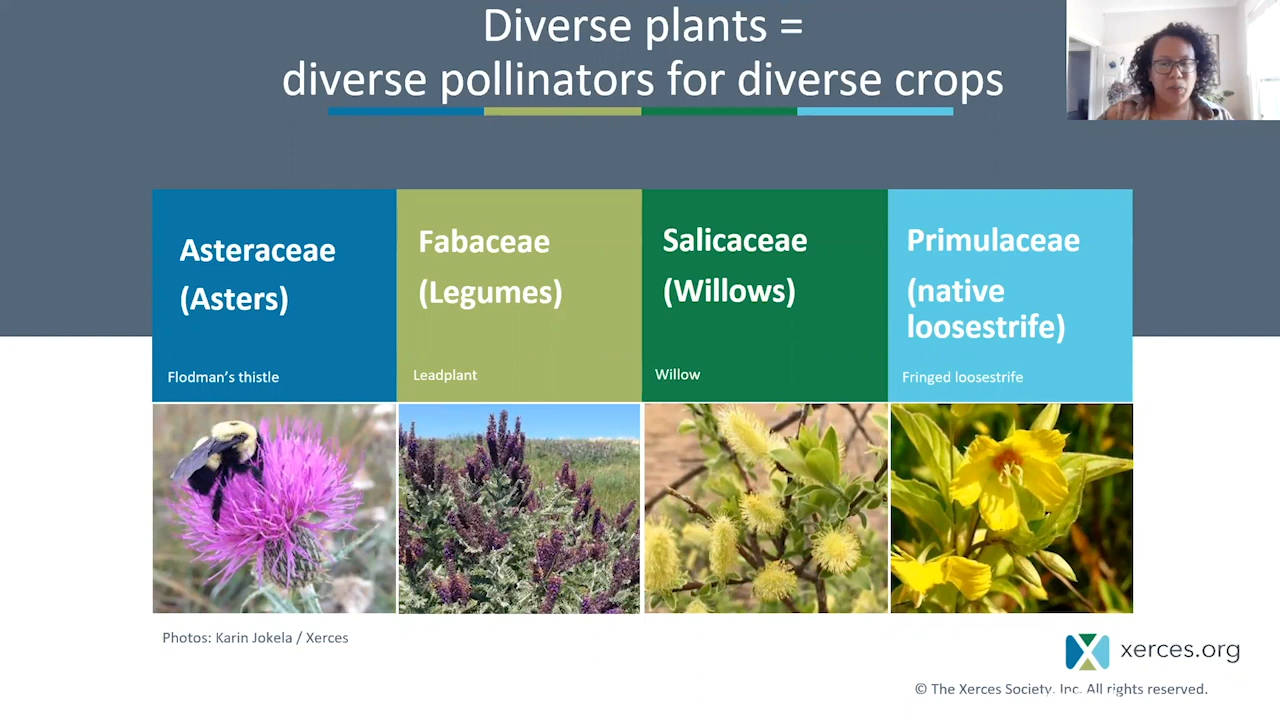 Diverse plants =
diverse pollinators for diverse crops
Asteraceae
(Asters)
Flodman's thistle
Fabaceae
(Legumes)
Leadplant
Salicaceae
(Willows)
Willow
Primulaceae
(native
loosestrife)
Fringed loosestrife
Photos: Karin Jokela / Xerces
xerces.org
© The Xerces Society, Inc. All rights reserved.